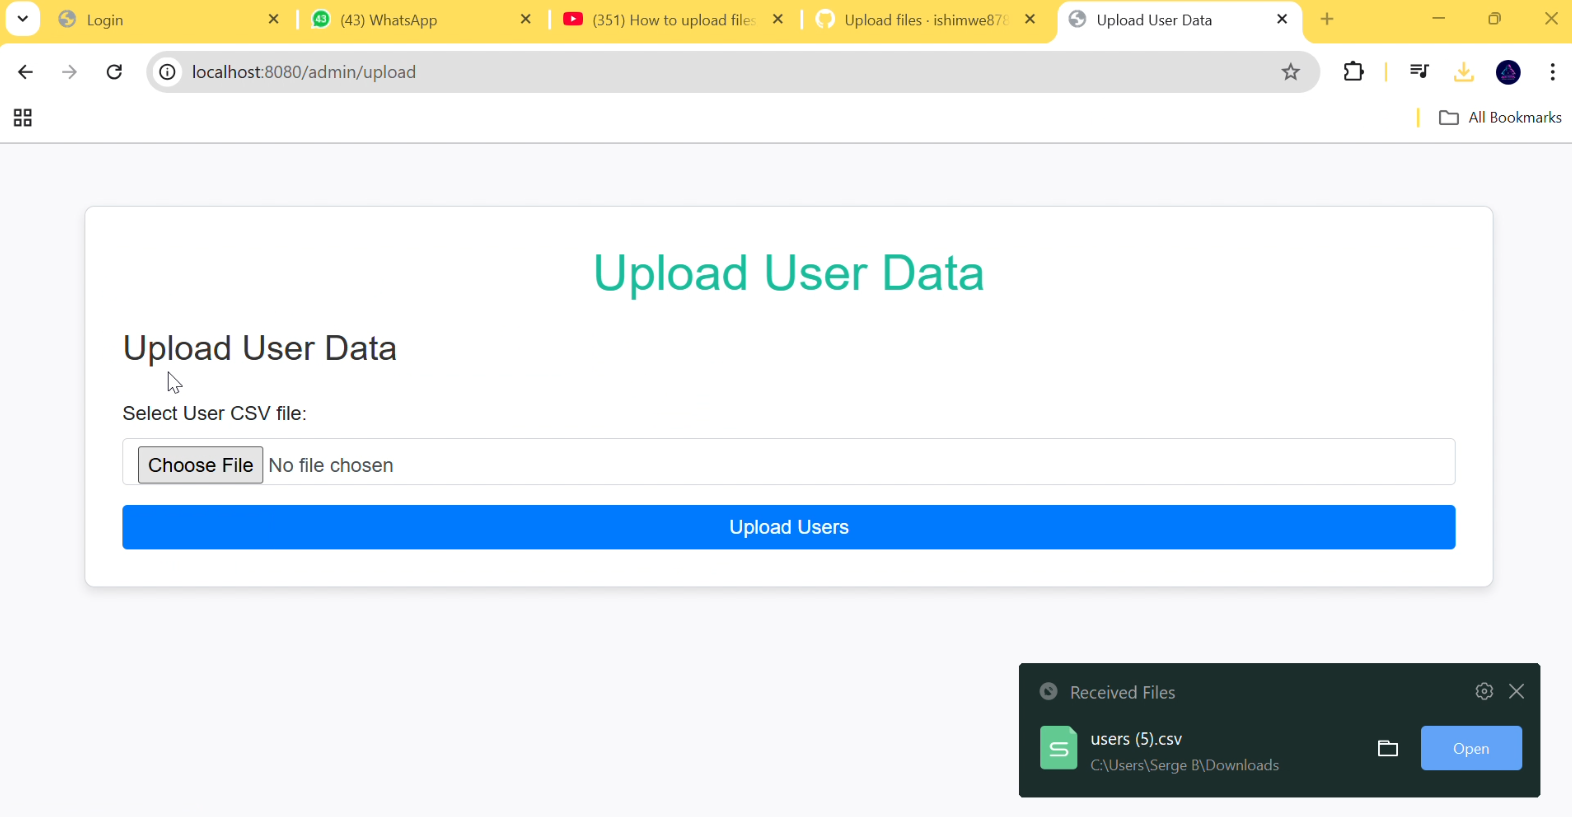 Login
43
(43) WhatsApp
(351) How to upload files
Upload files · ishimwe878
Upload User Data
localhost:8080/admin/upload
All Bookmarks
Upload User Data
Upload User Data
Select User CSV file:
Choose File No file chosen
Upload Users
Received Files
users (5).csv
C:\Users\Serge B\Downloads
Open